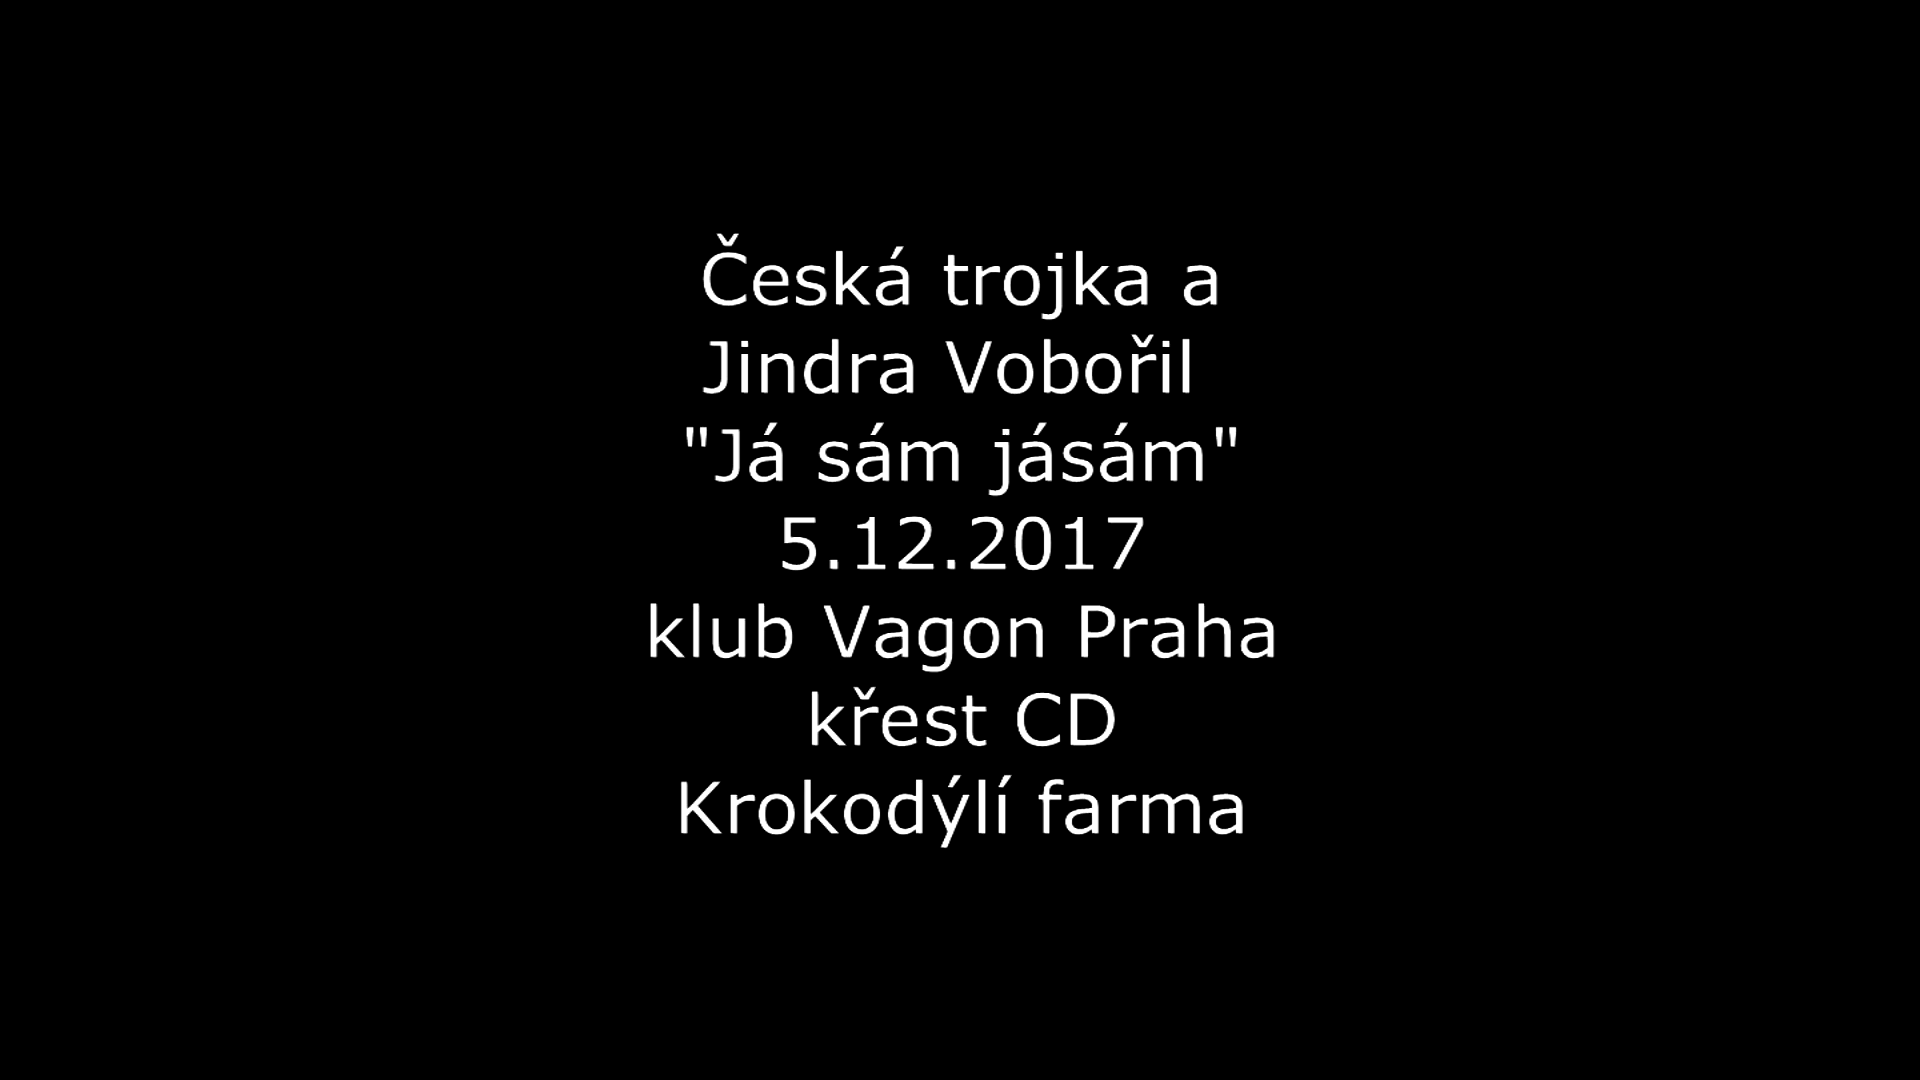 Česká trojka a
Jindra Vobořil
"Já sám jásám"
5.12.2017
klub Vagon Praha
křest CD
Krokodýlí farma